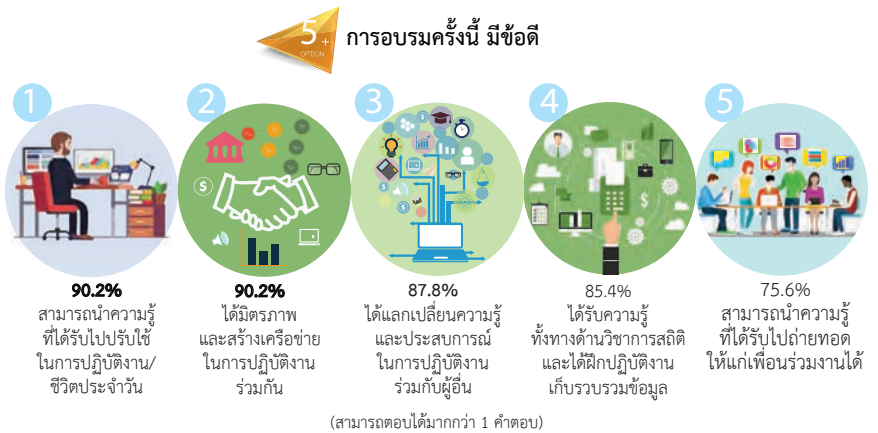 5+
OPTION
การอบรมครั้งนี้ มีข้อดี
1
2
3
4
5
90.2%
สามารถนำความรู้
ที่ได้รับไปปรับใช้
ในการปฏิบัติงาน/
ชีวิตประจำวัน
90.2%
ได้มิตรภาพ
และสร้างเครือข่าย
ในการปฏิบัติงาน
ร่วมกัน
87.8%
ได้แลกเปลี่ยนความรู้
และประสบการณ์
ในการปฏิบัติงาน
ร่วมกับผู้อื่น
85.4%
ได้รับความรู้
ทั้งทางด้านวิชาการสถิติ
และได้ฝึกปฏิบัติงาน
เก็บรวบรวมข้อมูล
75.6%
สามารถนำความรู้
ที่ได้รับไปถ่ายทอด
ให้แก่เพื่อนร่วมงานได้
(สามารถตอบได้มากกว่า 1 คำตอบ)